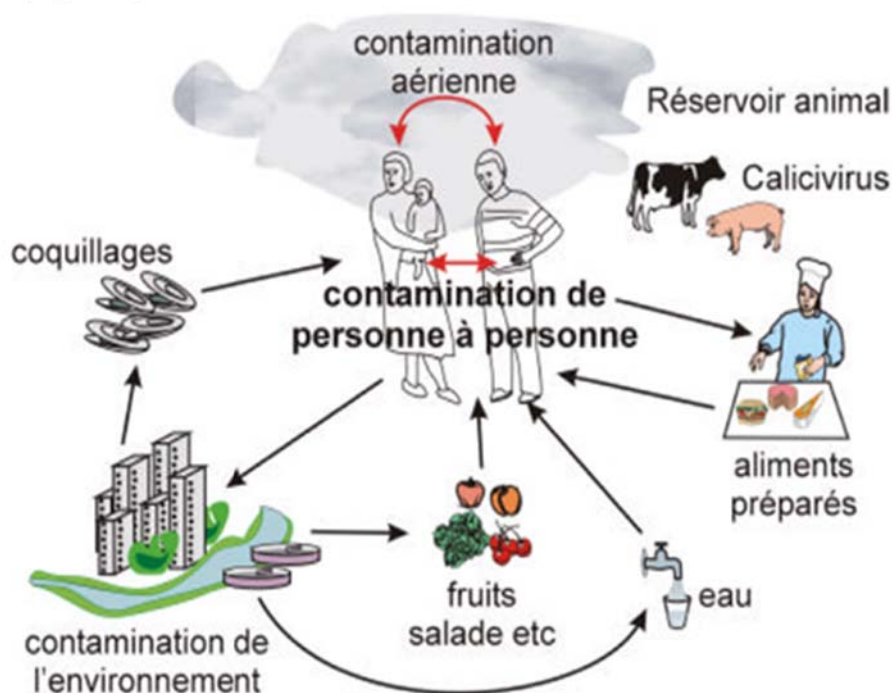 contamination
aérienne
Réservoir animal
Calicivirus
coquillages
contamination de
personne à personne
aliments
préparés
fruits
salade etc
eau
contamination de
l'environnement